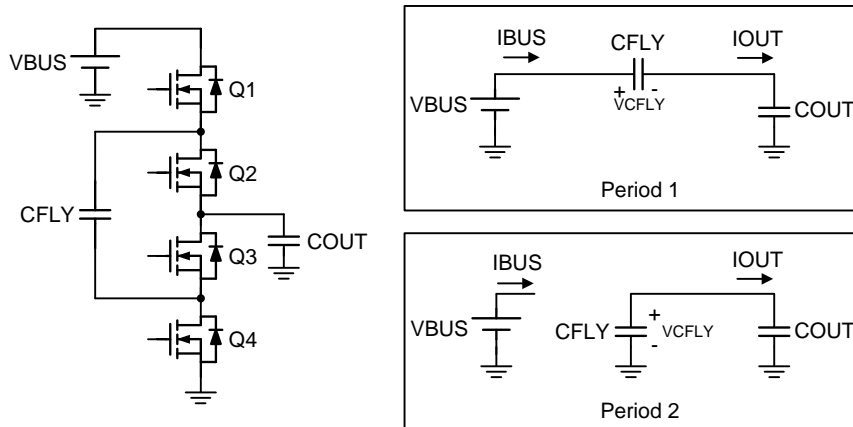 VBUS
Q1
Q2
CFLY
COUT
Q3
Q4
IBUS
CFLY
IOUT
VBUS
+ -
VCFLY
COUT
Period 1
IBUS
IOUT
VBUS
CFLY
+
VCFLY
-
COUT
Period 2